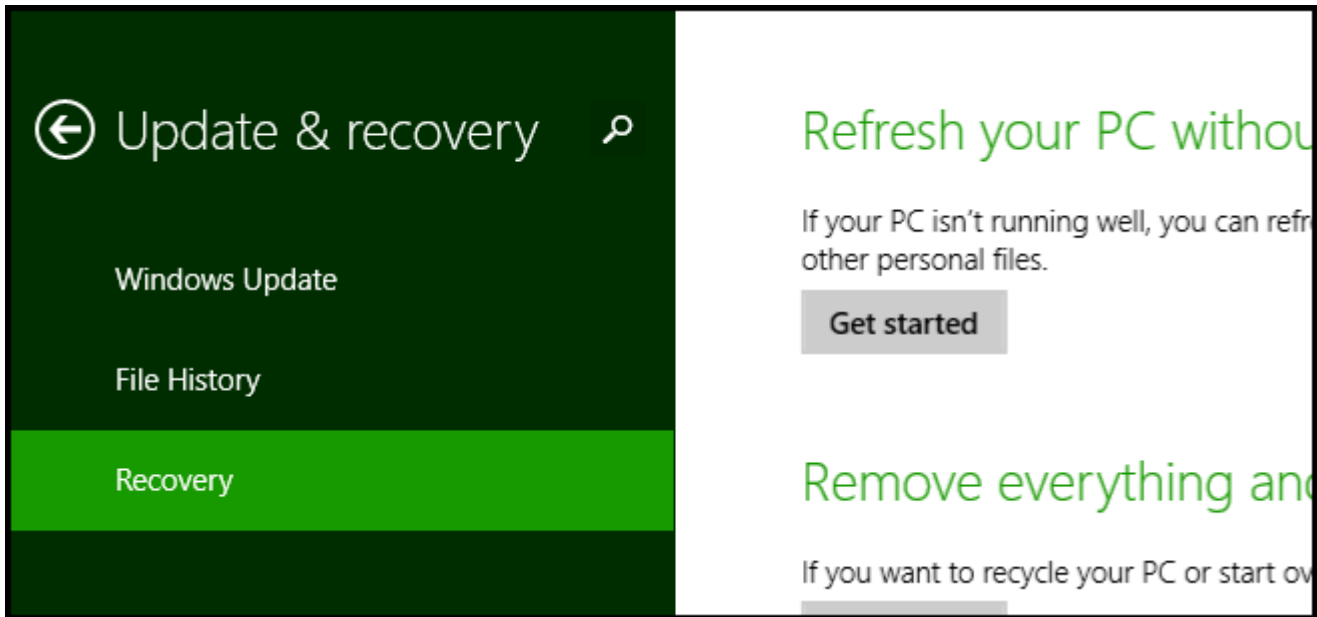 Update & recovery
Windows Update
File History
Recovery
Refresh your PC withou
If your PC isn’t running well, you can refr
other personal files.
Get started
Remove everything and
If you want to recycle your PC or start ov